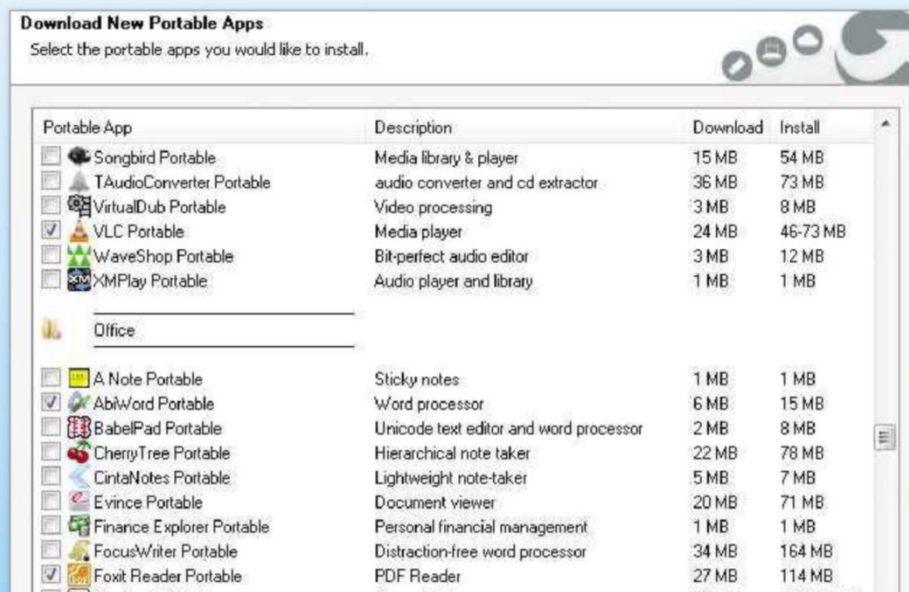 Download New Portable Apps
Select the portable apps you would like to install.
Portable App Description Download Install
Songbird Portable Media library & player 15 MB 54 MB
TAudioConverter Portable audio converter and cd extractor 36 MB 73 MB
VirtualDub Portable Video processing 3 MB 8 MB
VLC Portable Media player 24 MB 46-73 MB
WaveShop Portable Bit-perfect audio editor 3 MB 12 MB
XMPlay Portable Audio player and library 1 MB 1 MB
Office
A Note Portable Sticky notes 1 MB 1 MB
AbiWord Portable Word processor 6 MB 15 MB
BabelPad Portable Unicode text editor and word processor 2 MB 8 MB
CherryTree Portable Hierarchical note taker 22 MB 78 MB
CintaNotes Portable Lightweight note-taker 5 MB 7 MB
Evince Portable Document viewer 20 MB 71 MB
Finance Explorer Portable Personal financial management 1 MB 1 MB
FocusWriter Portable Distraction-free word processor 34 MB 164 MB
Foxit Reader Portable PDF Reader 27 MB 114 MB